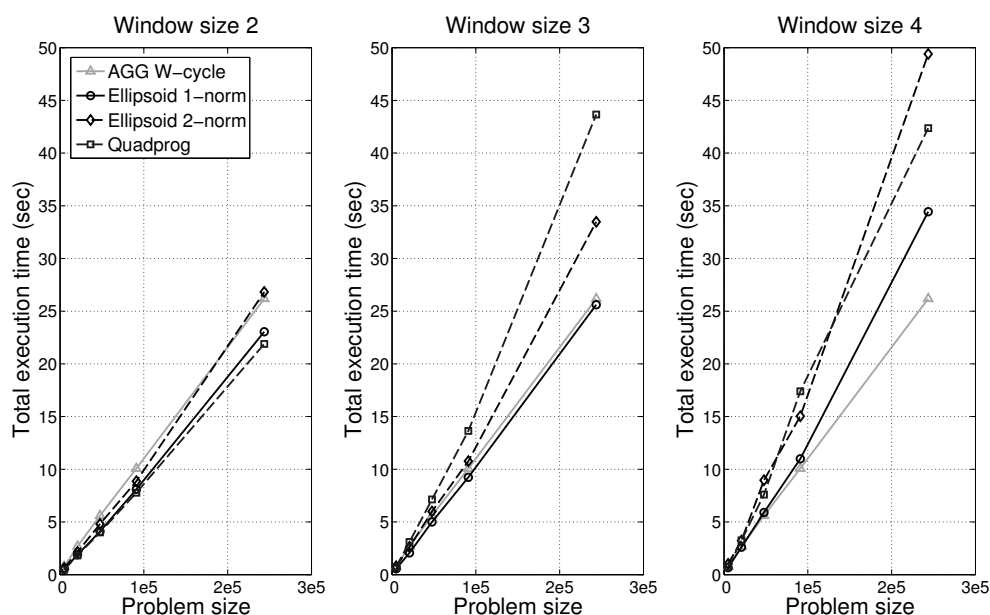 Window size 2
Total execution time (sec)
50
45
40
35
30
25
20
15
10
5
0
AGG W−cycle
Ellipsoid 1−norm
Ellipsoid 2−norm
Quadprog
0 1e5 2e5 3e5
Problem size
Window size 3
Total execution time (sec)
50
45
40
35
30
25
20
15
10
5
0
0 1e5 2e5 3e5
Problem size
Window size 4
Total execution time (sec)
50
45
40
35
30
25
20
15
10
5
0
0 1e5 2e5 3e5
Problem size